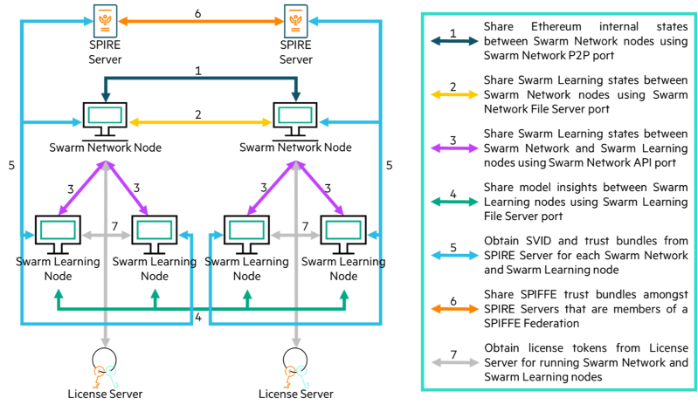 6
SPIRE
Server
SPIRE
Server
1
2
Swarm Network Node
Swarm Network Node
5
5
3
3
3
3
7
7
Swarm Learning
Node
Swarm Learning
Node
Swarm Learning
Node
Swarm Learning
Node
4
License Server
License Server
1
Share Ethereum internal states
between Swarm Network nodes using
Swarm Network P2P port
2
Share Swarm Learning states between
Swarm Network nodes using Swarm
Network File Server port
3
Share Swarm Learning states between
Swarm Network and Swarm Learning
nodes using Swarm Network API port
4
Share model insights between Swarm
Learning nodes using Swarm Learning
File Server port
5
Obtain SVID and trust bundles from
SPIRE Server for each Swarm Network
and Swarm Learning node
6
Share SPIFFE trust bundles amongst
SPIRE Servers that are members of a
SPIFFE Federation
7
Obtain license tokens from License
Server for running Swarm Network and
Swarm Learning nodes